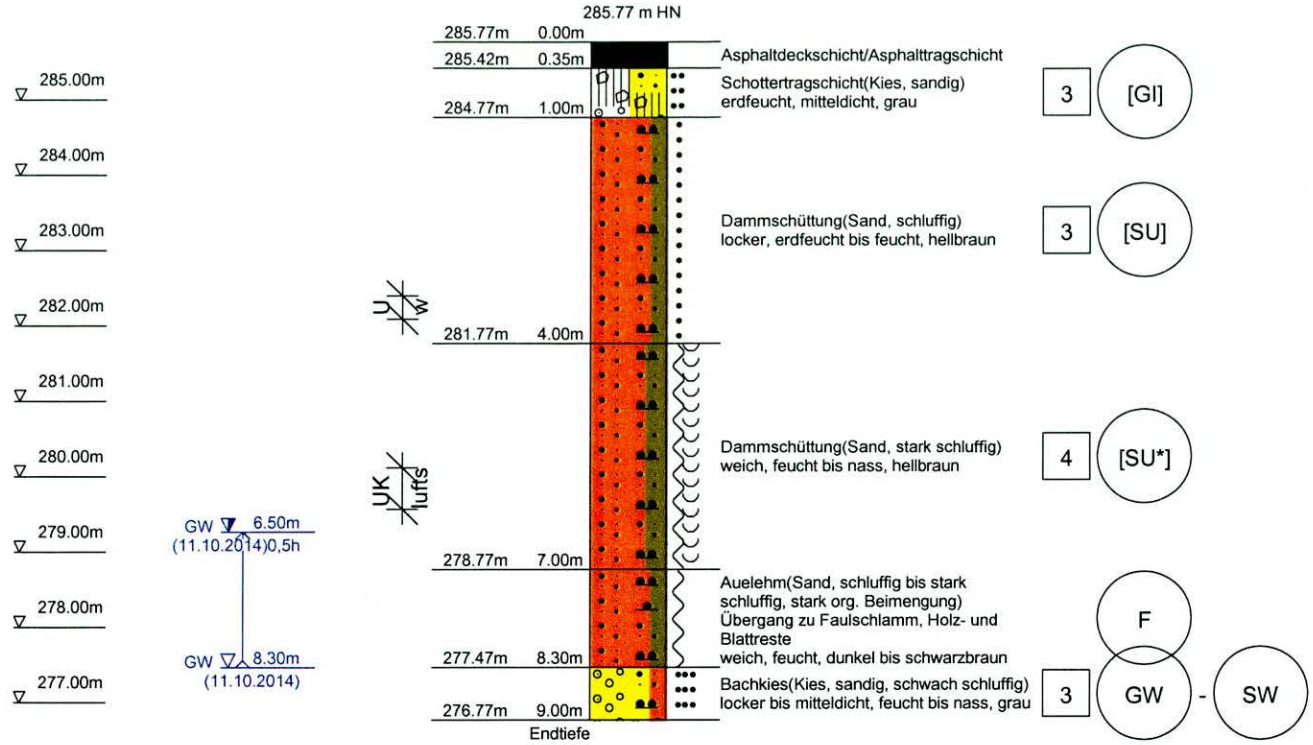 285.77 m HN
285.77m 0.00m
285.42m 0.35m
Asphaltdeckschicht/Asphalttragschicht
285.00m
Schottertragschicht(Kies, sandig)
erdfeucht, mitteldicht, grau
3 [GI]
284.77m 1.00m
284.00m
283.00m
Dammschüttung(Sand, schluffig)
locker, erdfeucht bis feucht, hellbraun
3 [SU]
282.00m
U
w
281.77m 4.00m
281.00m
280.00m
UK
lufts
Dammschüttung(Sand, stark schluffig)
weich, feucht bis nass, hellbraun
4 [SU*]
279.00m
GW 6.50m
(11.10.2014)0,5h
278.77m 7.00m
278.00m
Auelehm(Sand, schluffig bis stark
schluffig, stark org. Beimengung)
Übergang zu Faulschlamm, Holz- und
Blattreste
weich, feucht, dunkel bis schwarzbraun
F
GW 8.30m
(11.10.2014)
277.47m 8.30m
277.00m
Bachkies(Kies, sandig, schwach schluffig)
locker bis mitteldicht, feucht bis nass, grau
3 GW - SW
276.77m 9.00m
Endtiefe